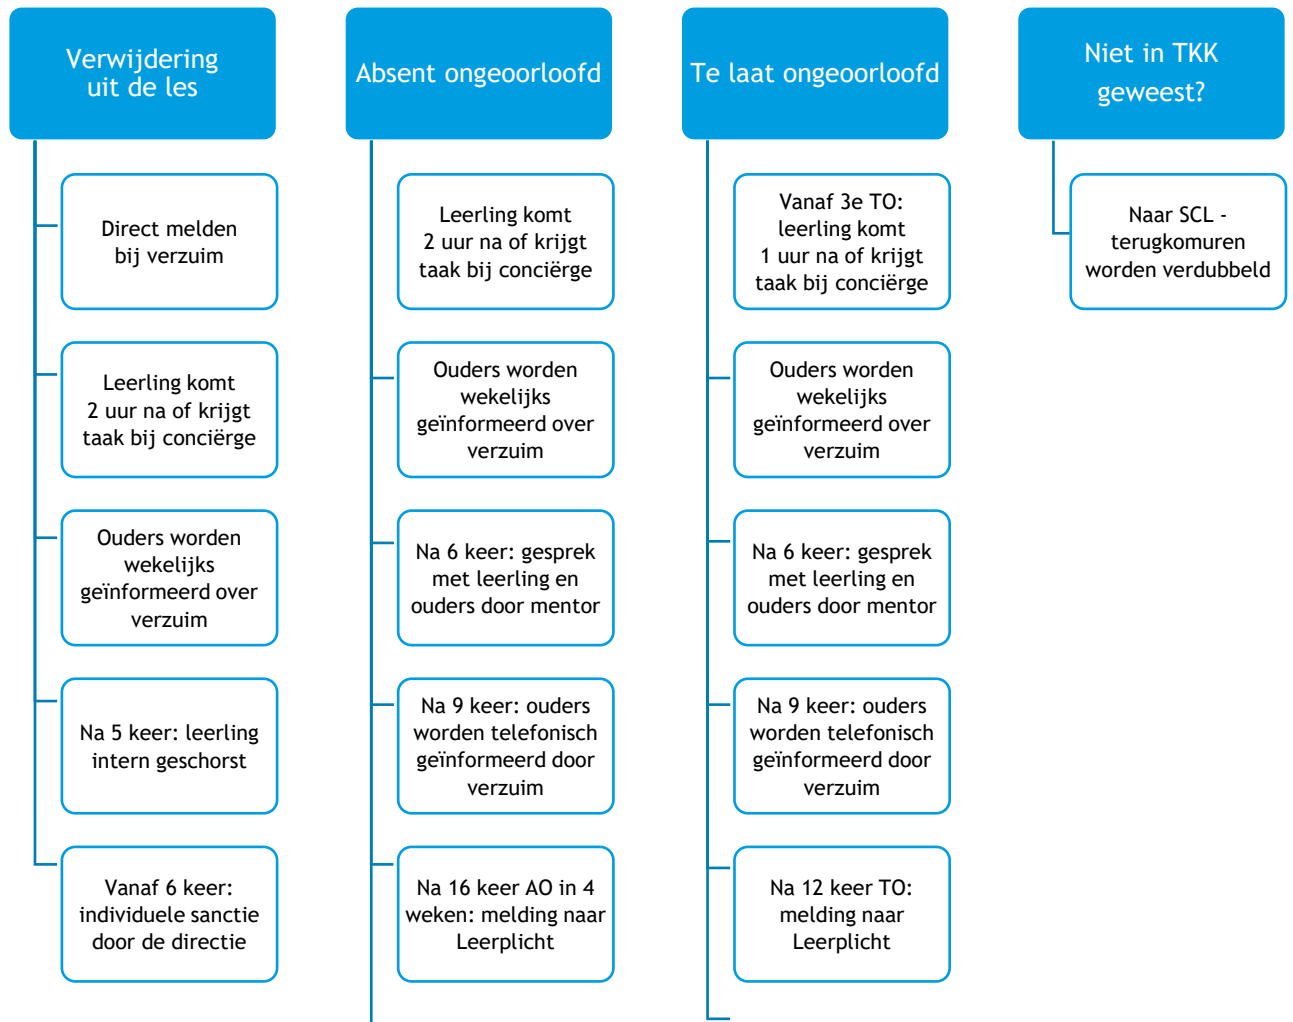 Verwijdering
uit de les
Direct melden
bij verzuim
Leerling komt
2 uur na of krijgt
taak bij conciërge
Ouders worden
wekelijks
geïnformeerd over
verzuim
Na 5 keer: leerling
intern geschorst
Vanaf 6 keer:
individuele sanctie
door de directie
Absent ongeoorloofd
Leerling komt
2 uur na of krijgt
taak bij conciërge
Ouders worden
wekelijks
geïnformeerd over
verzuim
Na 6 keer: gesprek
met leerling en
ouders door mentor
Na 9 keer: ouders
worden telefonisch
geïnformeerd door
verzuim
Na 16 keer AO in 4
weken: melding naar
Leerplicht
Te laat ongeoorloofd
Vanaf 3e TO:
leerling komt
1 uur na of krijgt
taak bij conciërge
Ouders worden
wekelijks
geïnformeerd over
verzuim
Na 6 keer: gesprek
met leerling en
ouders door mentor
Na 9 keer: ouders
worden telefonisch
geïnformeerd door
verzuim
Na 12 keer TO:
melding naar
Leerplicht
Niet in TKK
geweest?
Naar SCL -
terugkomuren
worden verdubbeld